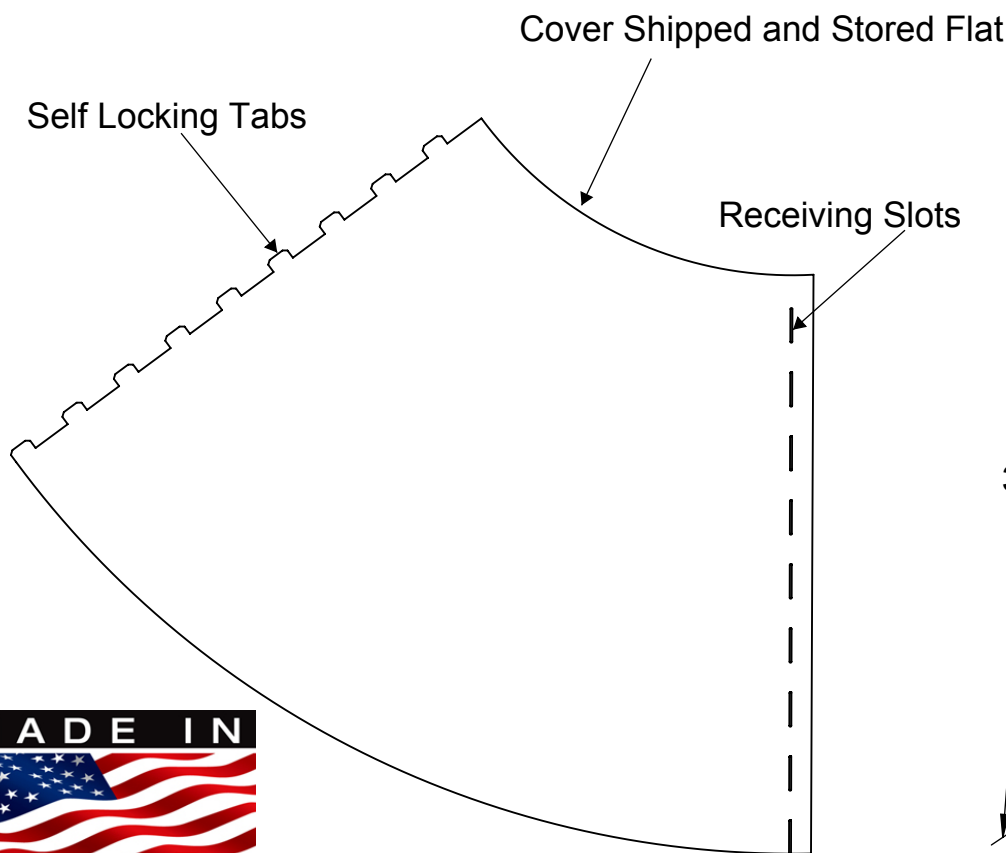 Cover Shipped and Stored Flat
Self Locking Tabs
Receiving Slots
ADE IN